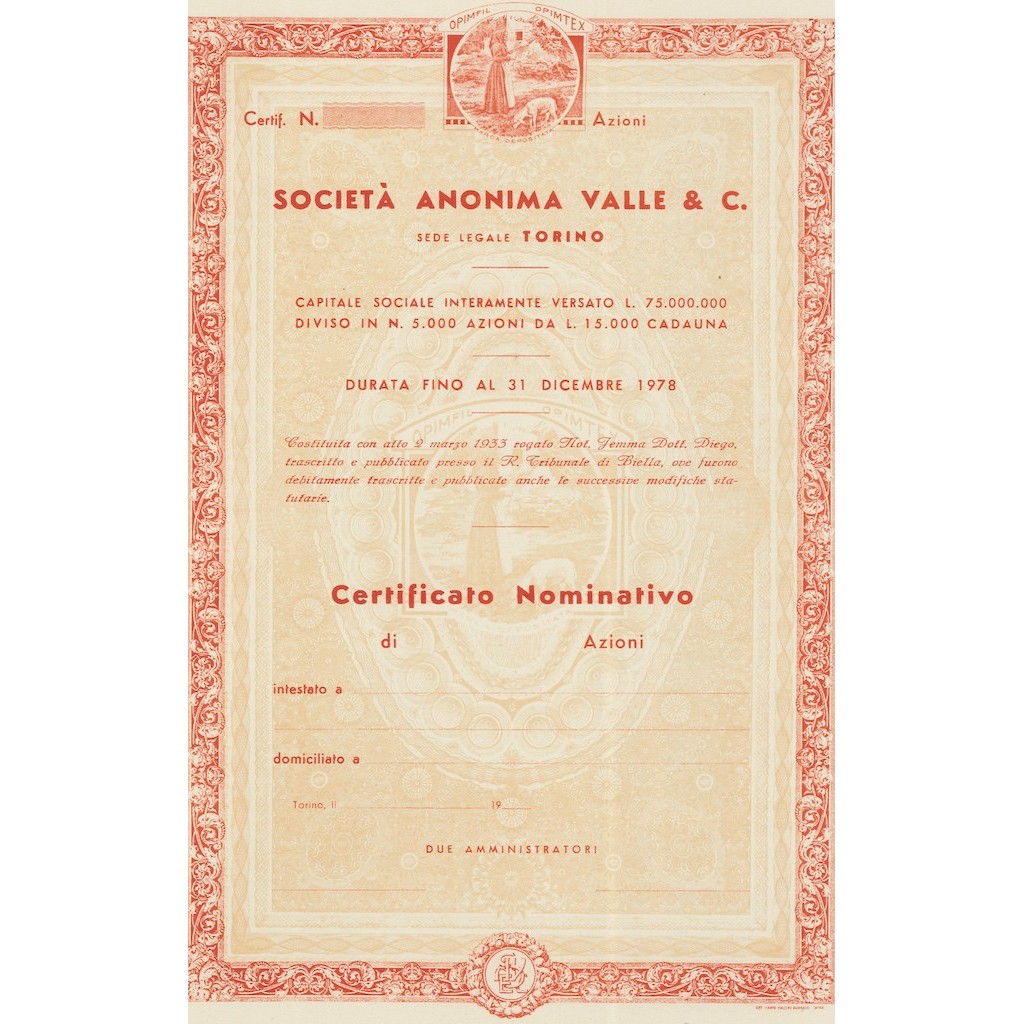 OPIMFIL OPIMTEX
DEPOSITATA
Certif. N. Azioni
SOCIETÀ ANONIMA VALLE & C.
SEDE LEGALE TORINO
CAPITALE SOCIALE INTERAMENTE VERSATO L. 75.000.000
DIVISO IN N. 5.000 AZIONI DA L. 15.000 CADAUNA
DURATA FINO AL 31 DICEMBRE 1978
OPIMFIL OPIMTEX
Costituita con atto 2 marzo 1933 rogato Not. Jemma Dott. Diego,
trascritto e pubblicato presso il R. Tribunale di Biella, ove furono
debitamente trascritte e pubblicate anche le successive modifiche sta-
tutarie.
Certificato Nominativo
di Azioni
intestato a
domiciliato a
Torino, li 19
DUE AMMINISTRATORI